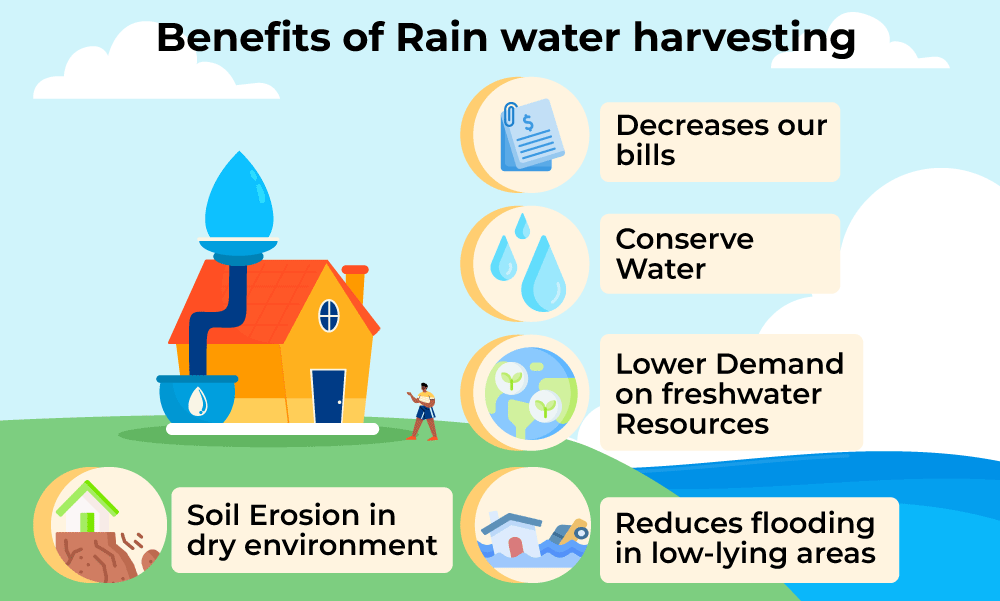 Benefits of Rain water harvesting
$
Decreases our
bills
Conserve
Water
Lower Demand
on freshwater
Resources
Soil Erosion in
dry environment
Reduces flooding
in low-lying areas